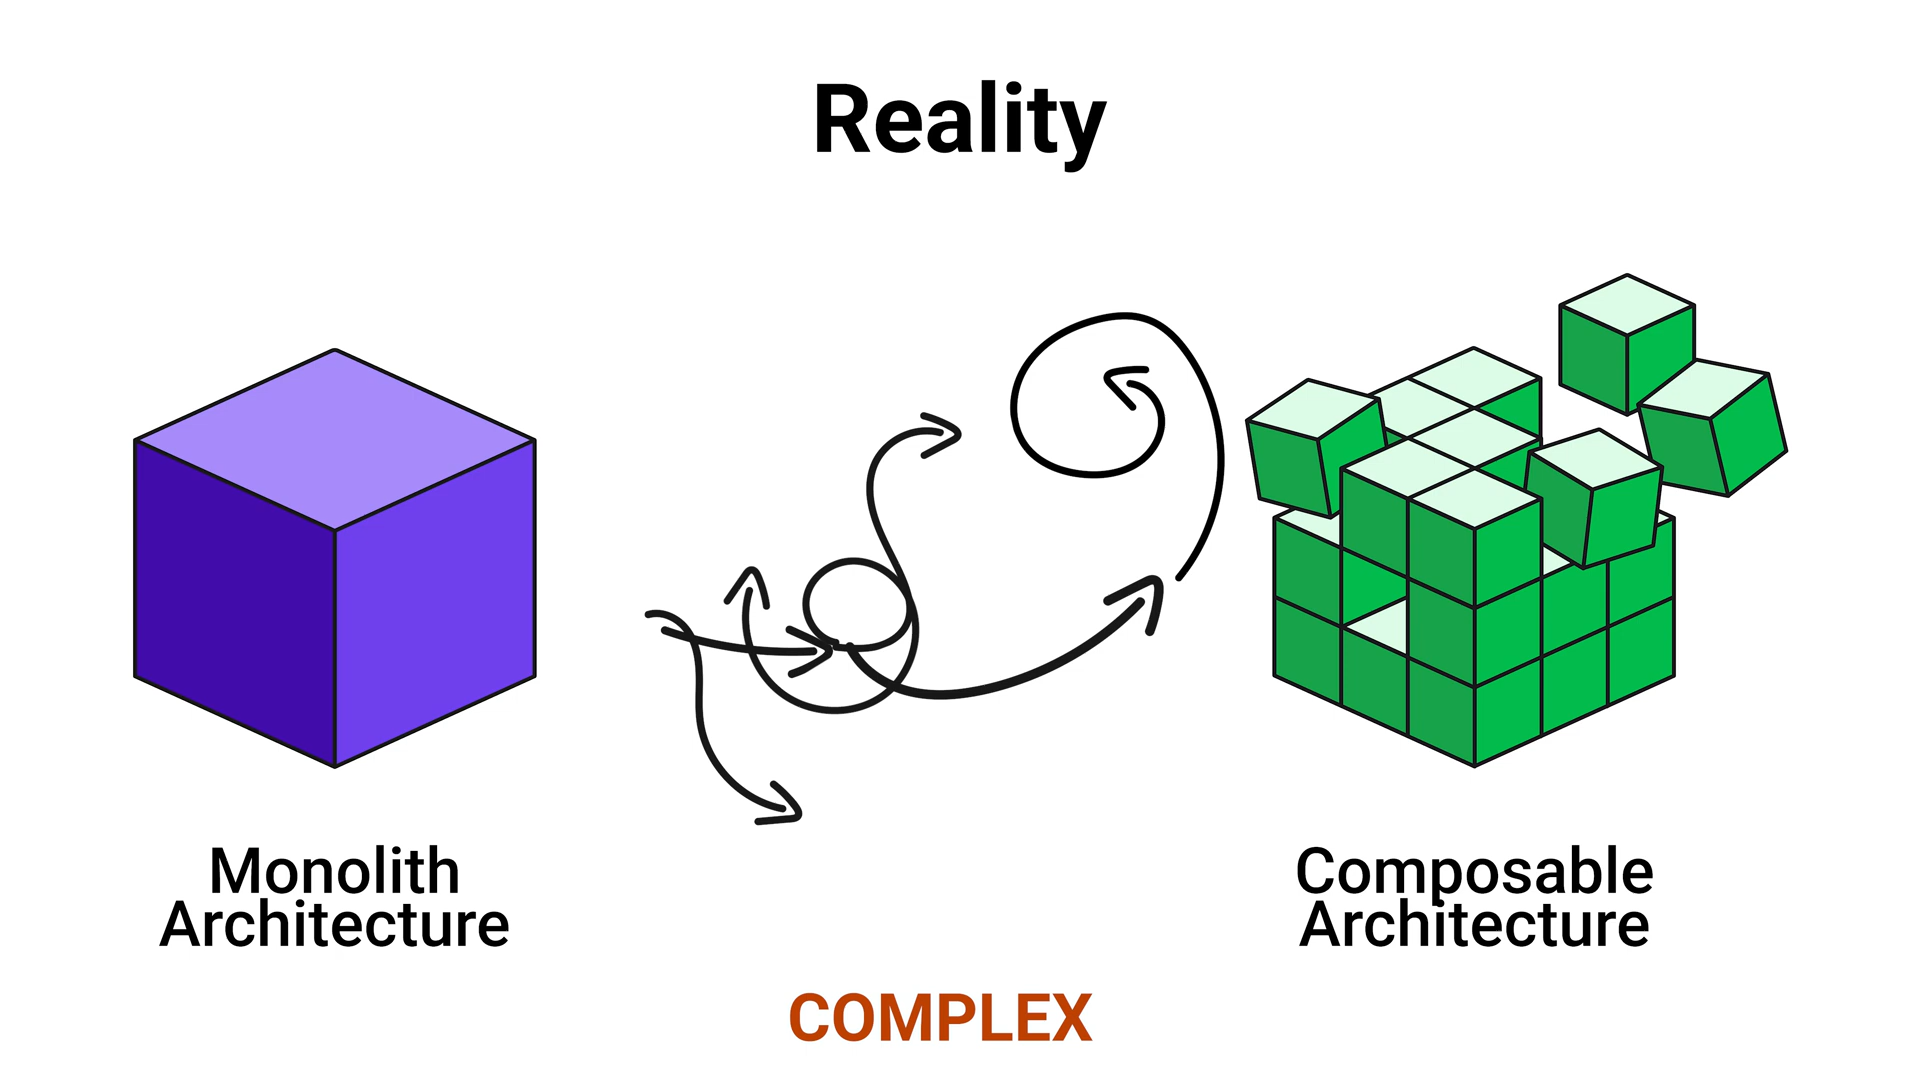 Reality
Monolith
Architecture
Composable
Architecture
COMPLEX